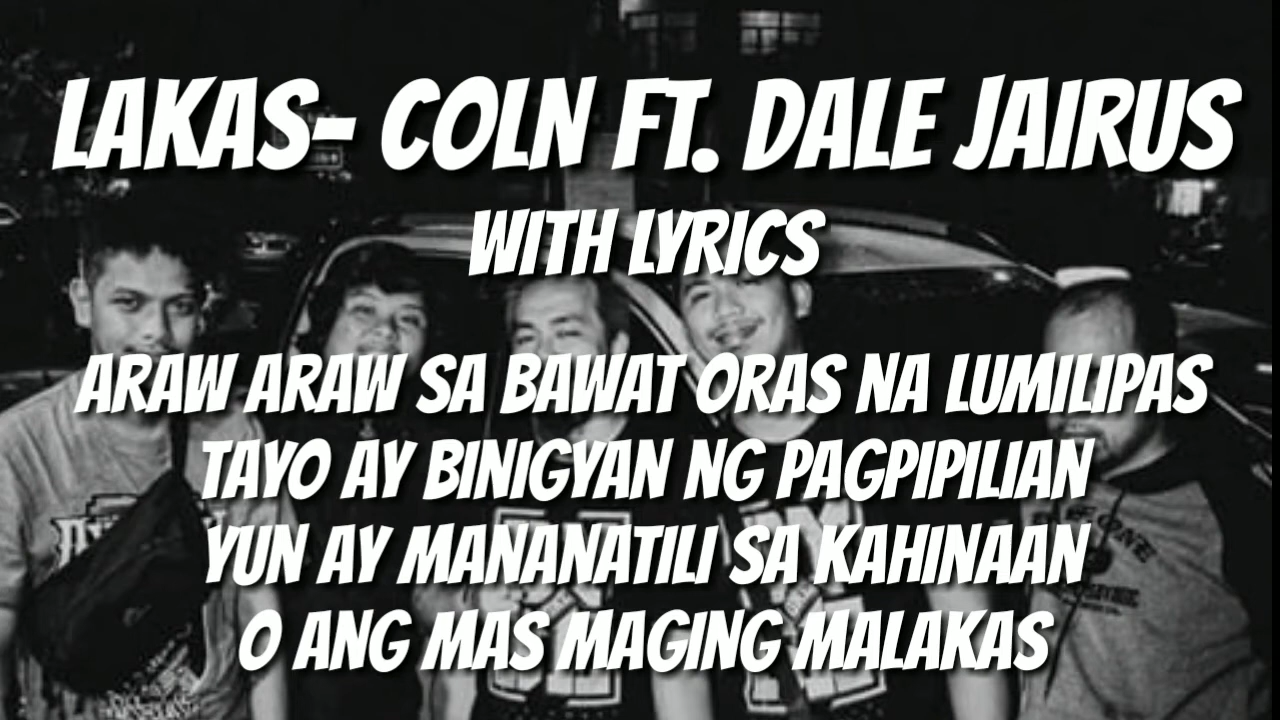 LAKAS- COLN FT. DALE JAIRUS
WITH LYRICS
ARAW ARAW SA BAWAT ORAS NA LUMILIPAS
TAYO AY BINIGYAN NG PAGPIPILIAN
YUN AY MANANATILI SA KAHINAAN
O ANG MAS MAGING MALAKAS